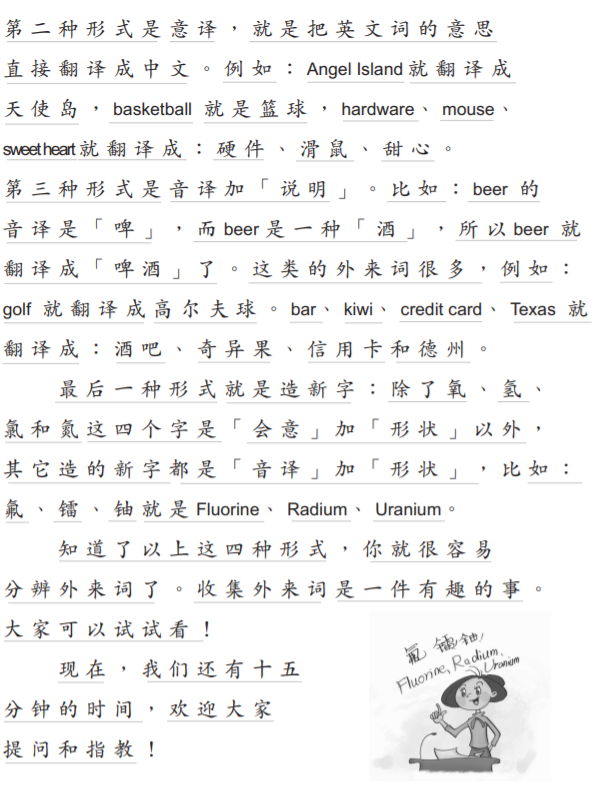 第二种形式是意译，就是把英文词的意思
直接翻译成中文。例如：Angel Island就翻译成
天使岛，basketball 就是篮球，hardware、mouse、
sweet heart就翻译成：硬件、滑鼠、甜心。
第三种形式是音译加「说明」。比如：beer 的
音译是「啤」，而beer是一种「酒」，所以beer 就
翻译成「啤酒」了。这类的外来词很多，例如：
golf 就翻译成高尔夫球。bar、kiwi、credit card、Texas 就
翻译成：酒吧、奇异果、信用卡和德州。
最后一种形式就是造新字：除了氧、氢、
氯和氮这四个字是「会意」加「形状」以外，
其它造的新字都是「音译」加「形状」，比如：
氟、镭、铀就是Fluorine、Radium、Uranium。
知道了以上这四种形式，你就很容易
分辨外来词了。收集外来词是一件有趣的事。
大家可以试试看！
现在，我们还有十五
分钟的时间，欢迎大家
提问和指教！
氟 镭 铀！
Fluorine, Radium,
Uranium